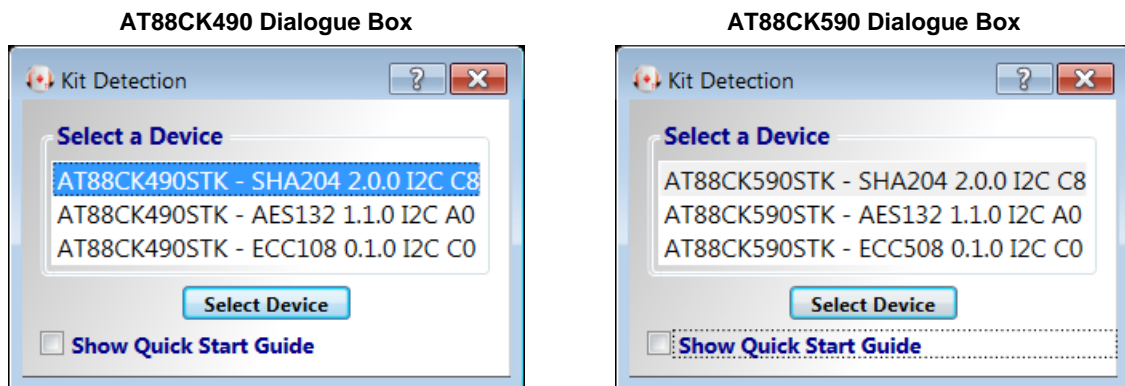 AT88CK490 Dialogue Box
Kit Detection
Select a Device
AT88CK490STK - SHA204 2.0.0 I2C C8
AT88CK490STK - AES132 1.1.0 I2C A0
AT88CK490STK - ECC108 0.1.0 I2C C0
Select Device
Show Quick Start Guide
AT88CK590 Dialogue Box
Kit Detection
Select a Device
AT88CK590STK - SHA204 2.0.0 I2C C8
AT88CK590STK - AES132 1.1.0 I2C A0
AT88CK590STK - ECC508 0.1.0 I2C C0
Select Device
Show Quick Start Guide